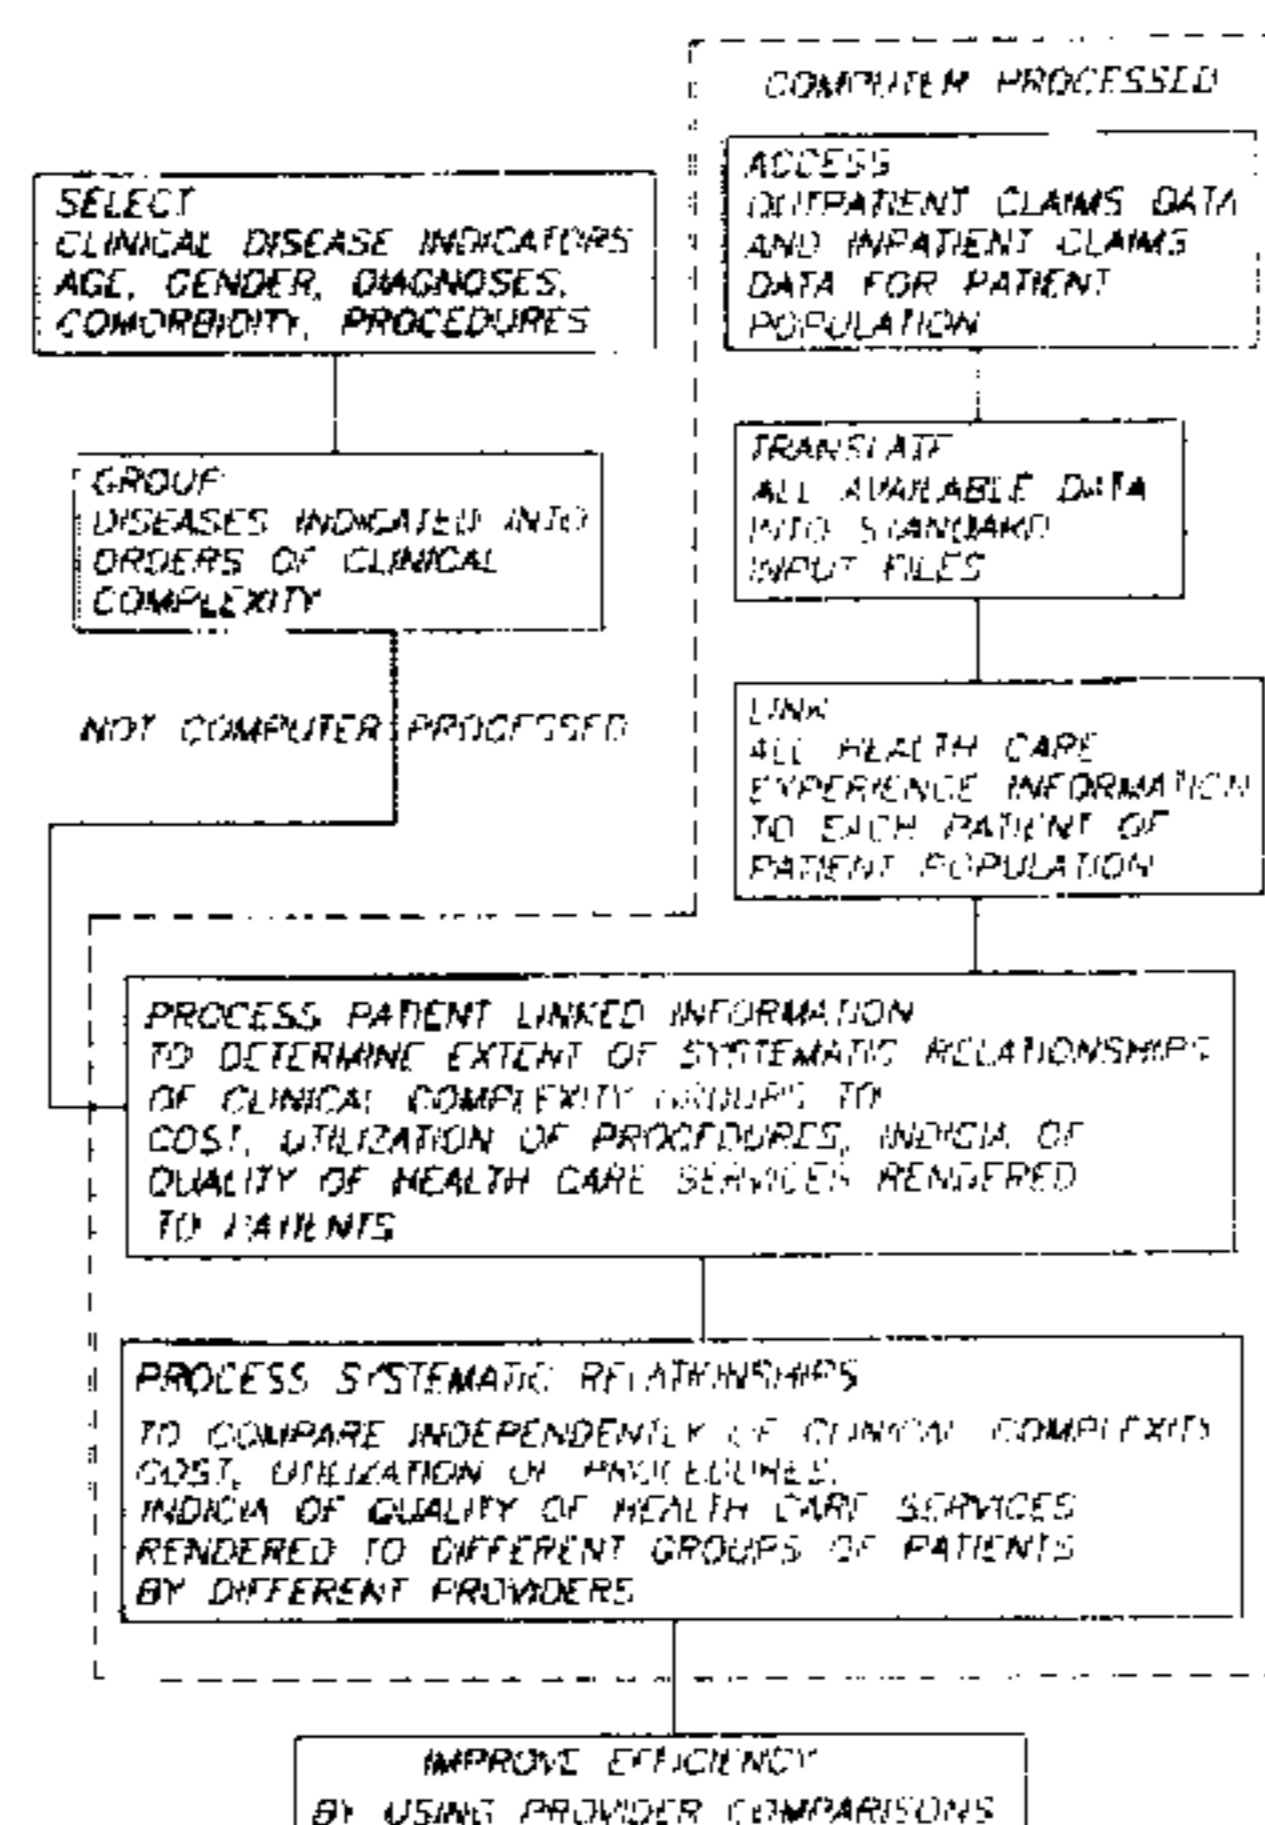 COMPUTER PROCESSED
SELECT
CLINICAL DISEASE INDICATORS
AGE, GENDER, DIAGNOSES,
COMORBIDITY, PROCEDURES
GROUP
DISEASES INDICATED INTO
ORDERS OF CLINICAL
COMPLEXITY
NOT COMPUTER PROCESSED
ACCESS
OUTPATIENT CLAIMS DATA
AND INPATIENT CLAIMS
DATA FOR PATIENT
POPULATION
TRANSLATE
ALL AVAILABLE DATA
INTO STANDARD
INPUT FILES
LINK
ALL HEALTH CARE
EXPERIENCE INFORMATION
TO EACH PATIENT OF
PATIENT POPULATION
PROCESS PATIENT LINKED INFORMATION
TO DETERMINE EXTENT OF SYSTEMATIC RELATIONSHIPS
OF CLINICAL COMPLEXITY GROUPS TO
COST, UTILIZATION OF PROCEDURES, INDICIA OF
QUALITY OF HEALTH CARE SERVICES RENDERED
TO PATIENTS
PROCESS SYSTEMATIC RELATIONSHIPS
TO COMPARE INDEPENDENTLY OF CLINICAL COMPLEXITY
COST, UTILIZATION OF PROCEDURES,
INDICIA OF QUALITY OF HEALTH CARE SERVICES
RENDERED TO DIFFERENT GROUPS OF PATIENTS
BY DIFFERENT PROVIDERS
IMPROVE EFFICIENCY
BY USING PROVIDER COMPARISONS